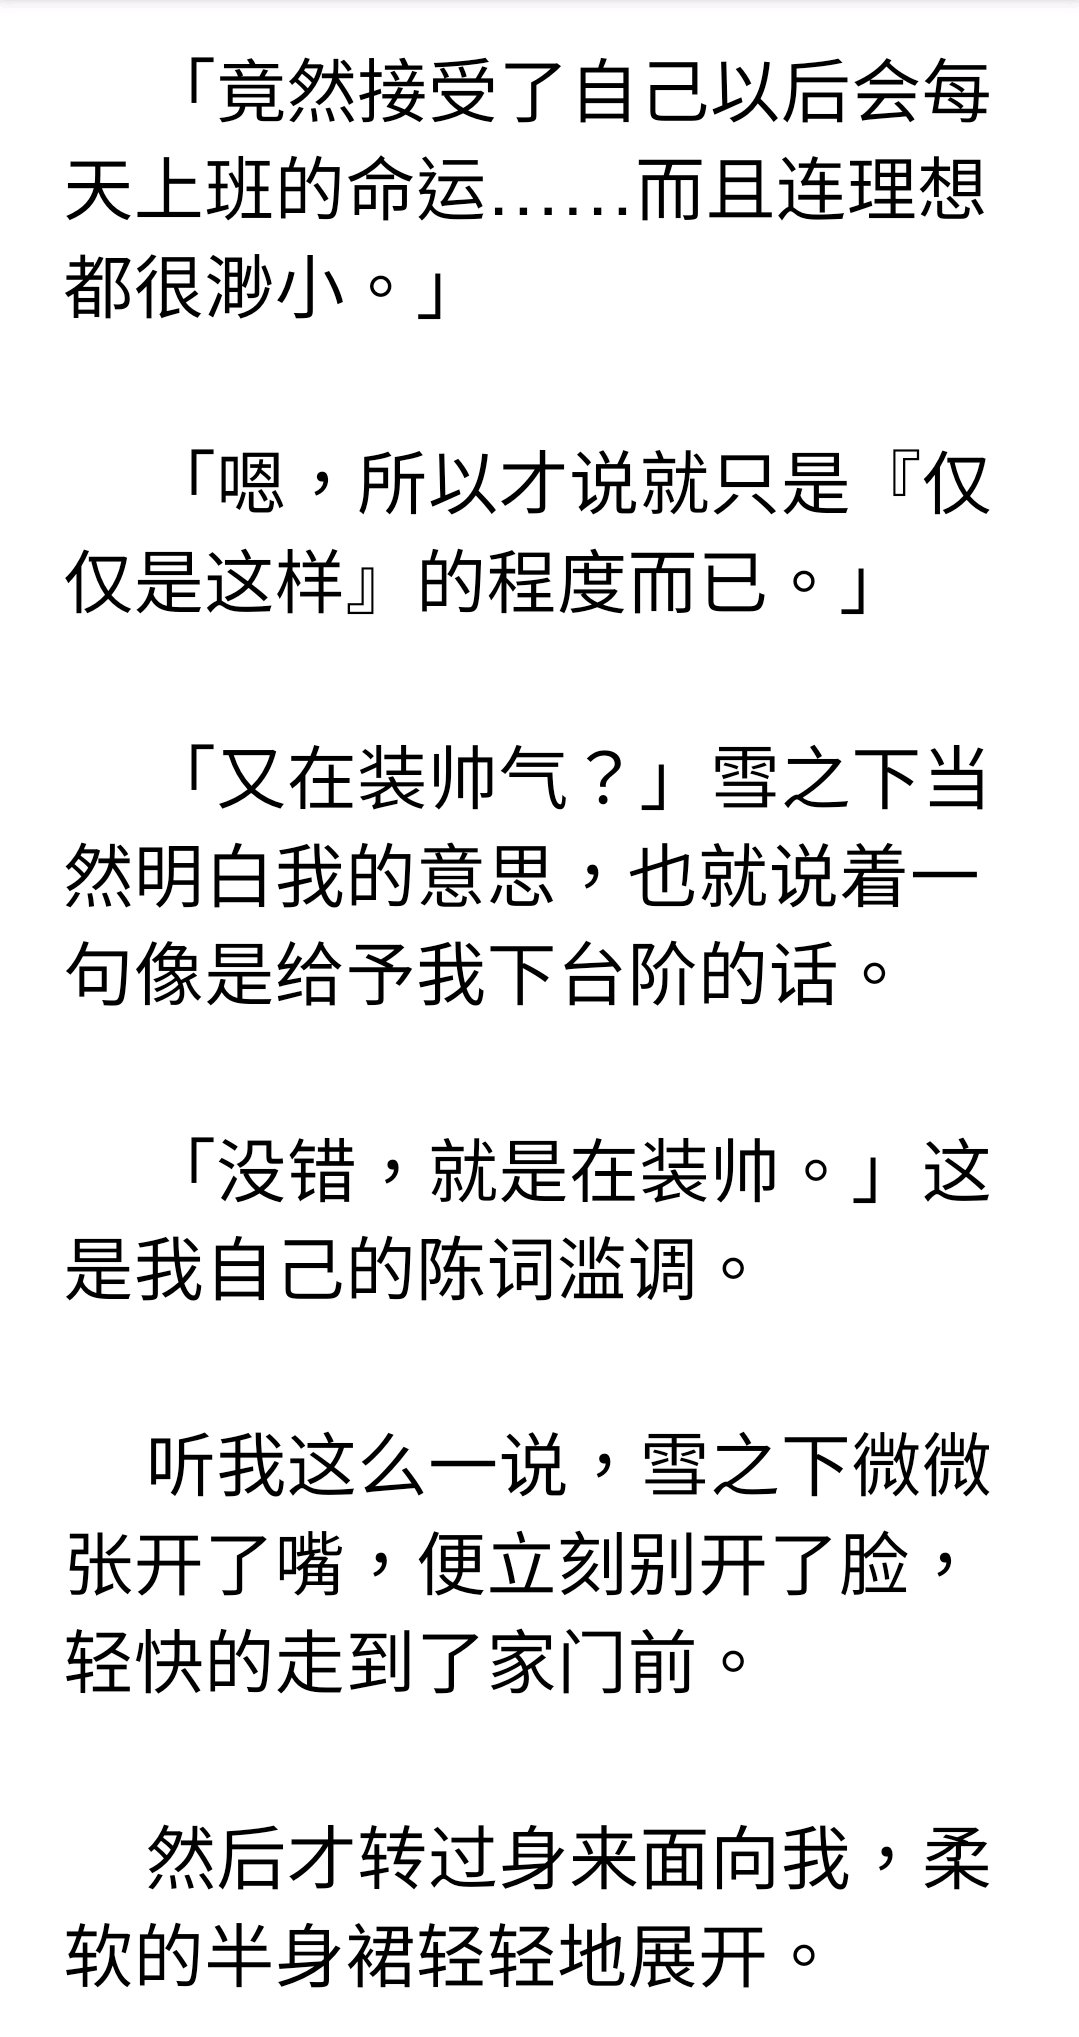 「竟然接受了自己以后会每
天上班的命运……而且连理想
都很渺小。」
「嗯，所以才说就只是『仅
仅是这样』的程度而已。」
「又在装帅气？」雪之下当
然明白我的意思，也就说着一
句像是给予我下台阶的话。
「没错，就是在装帅。」这
是我自己的陈词滥调。
听我这么一说，雪之下微微
张开了嘴，便立刻别开了脸，
轻快的走到了家门前。
然后才转过身来面向我，柔
软的半身裙轻轻地展开。